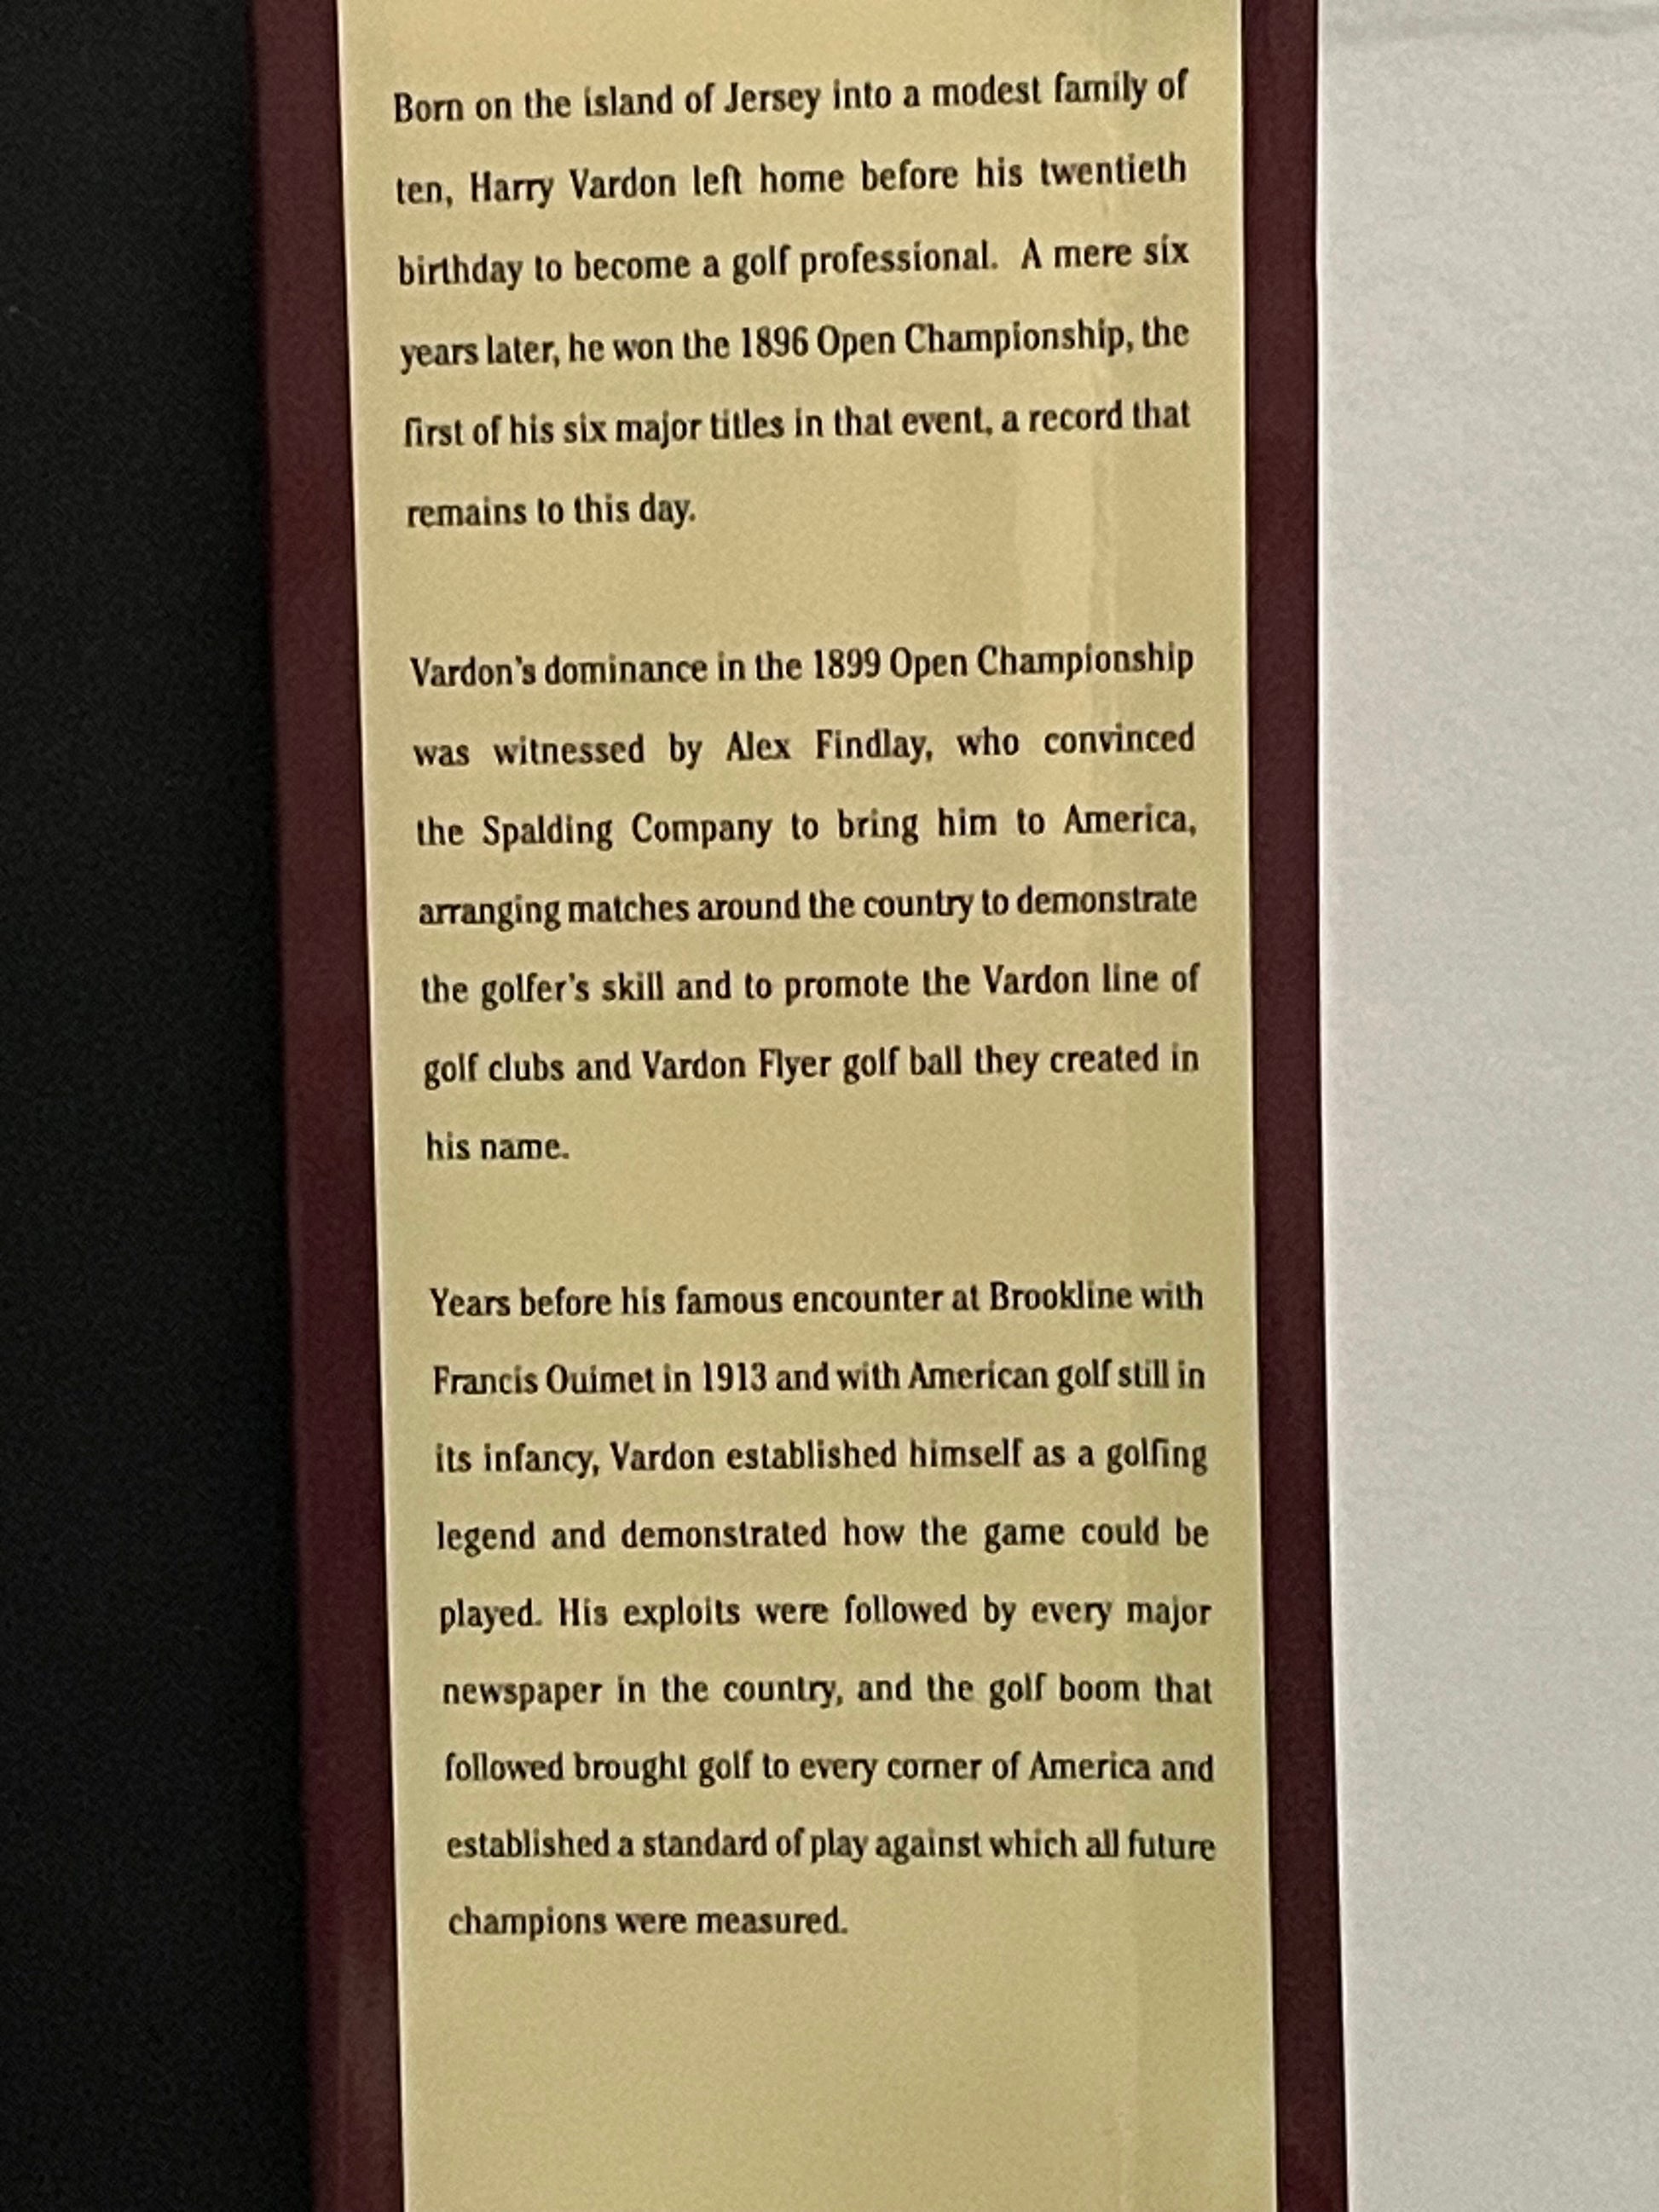 Born on the island of Jersey into a modest family of
ten, Harry Vardon left home before his twentieth
birthday to become a golf professional. A mere six
years later, he won the 1896 Open Championship, the
first of his six major titles in that event, a record that
remains to this day.
Vardon's dominance in the 1899 Open Championship
was witnessed by Alex Findlay, who convinced
the Spalding Company to bring him to America,
arranging matches around the country to demonstrate
the golfer's skill and to promote the Vardon line of
golf clubs and Vardon Flyer golf ball they created in
his name.
Years before his famous encounter at Brookline with
Francis Ouimet in 1913 and with American golf still in
its infancy, Vardon established himself as a golfing
legend and demonstrated how the game could be
played. His exploits were followed by every major
newspaper in the country, and the golf boom that
followed brought golf to every corner of America and
established a standard of play against which all future
champions were measured.